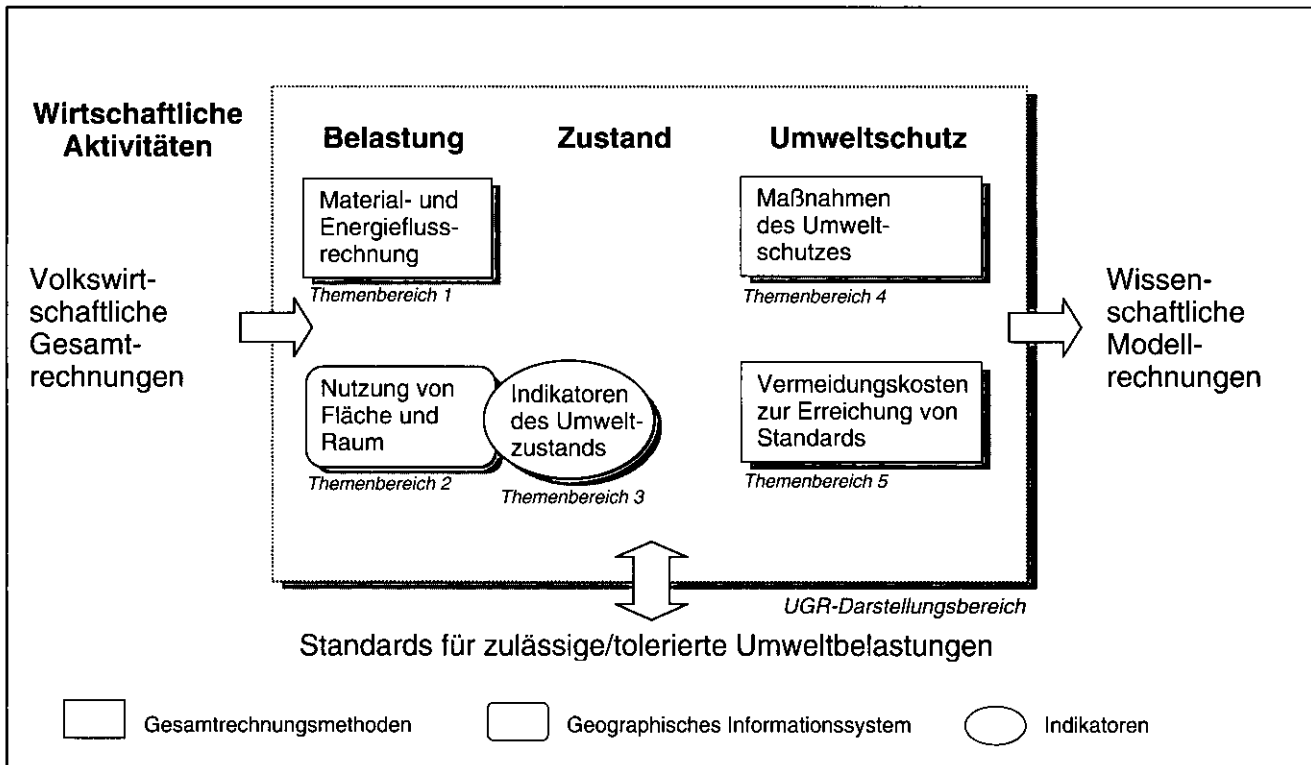 Wirtschaftliche
Aktivitäten
Belastung
Zustand
Umweltschutz
Material- und
Energiefluss-
rechnung
Themenbereich 1
Maßnahmen
des Umwelt-
schutzes
Themenbereich 4
Volkswirt-
schaftliche
Gesamt-
rechnungen
Wissen-
schaftliche
Modell-
rechnungen
Nutzung von
Fläche und
Raum
Themenbereich 2
Indikatoren
des Umwelt-
zustands
Themenbereich 3
Vermeidungskosten
zur Erreichung von
Standards
Themenbereich 5
UGR-Darstellungsbereich
Standards für zulässige/tolerierte Umweltbelastungen
Gesamtrechnungsmethoden
Geographisches Informationssystem
Indikatoren